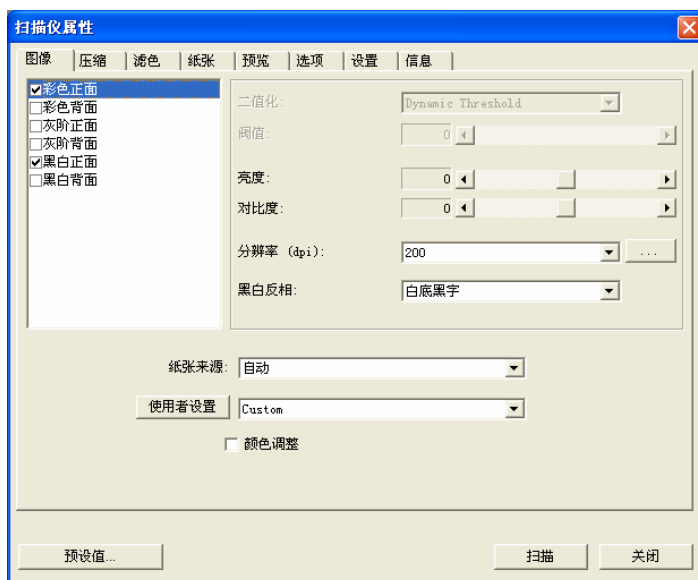 扫描仪属性
图像 压缩 滤色 纸张 预览 选项 设置 信息
彩色正面
彩色背面
灰阶正面
灰阶背面
黑白正面
黑白背面
二值化: Dynamic Threshold
阀值: 0
亮度: 0
对比度: 0
分辨率 (dpi): 200 ...
黑白反相: 白底黑字
纸张来源: 自动
使用者设置 Custom
颜色调整
预设值... 扫描 关闭